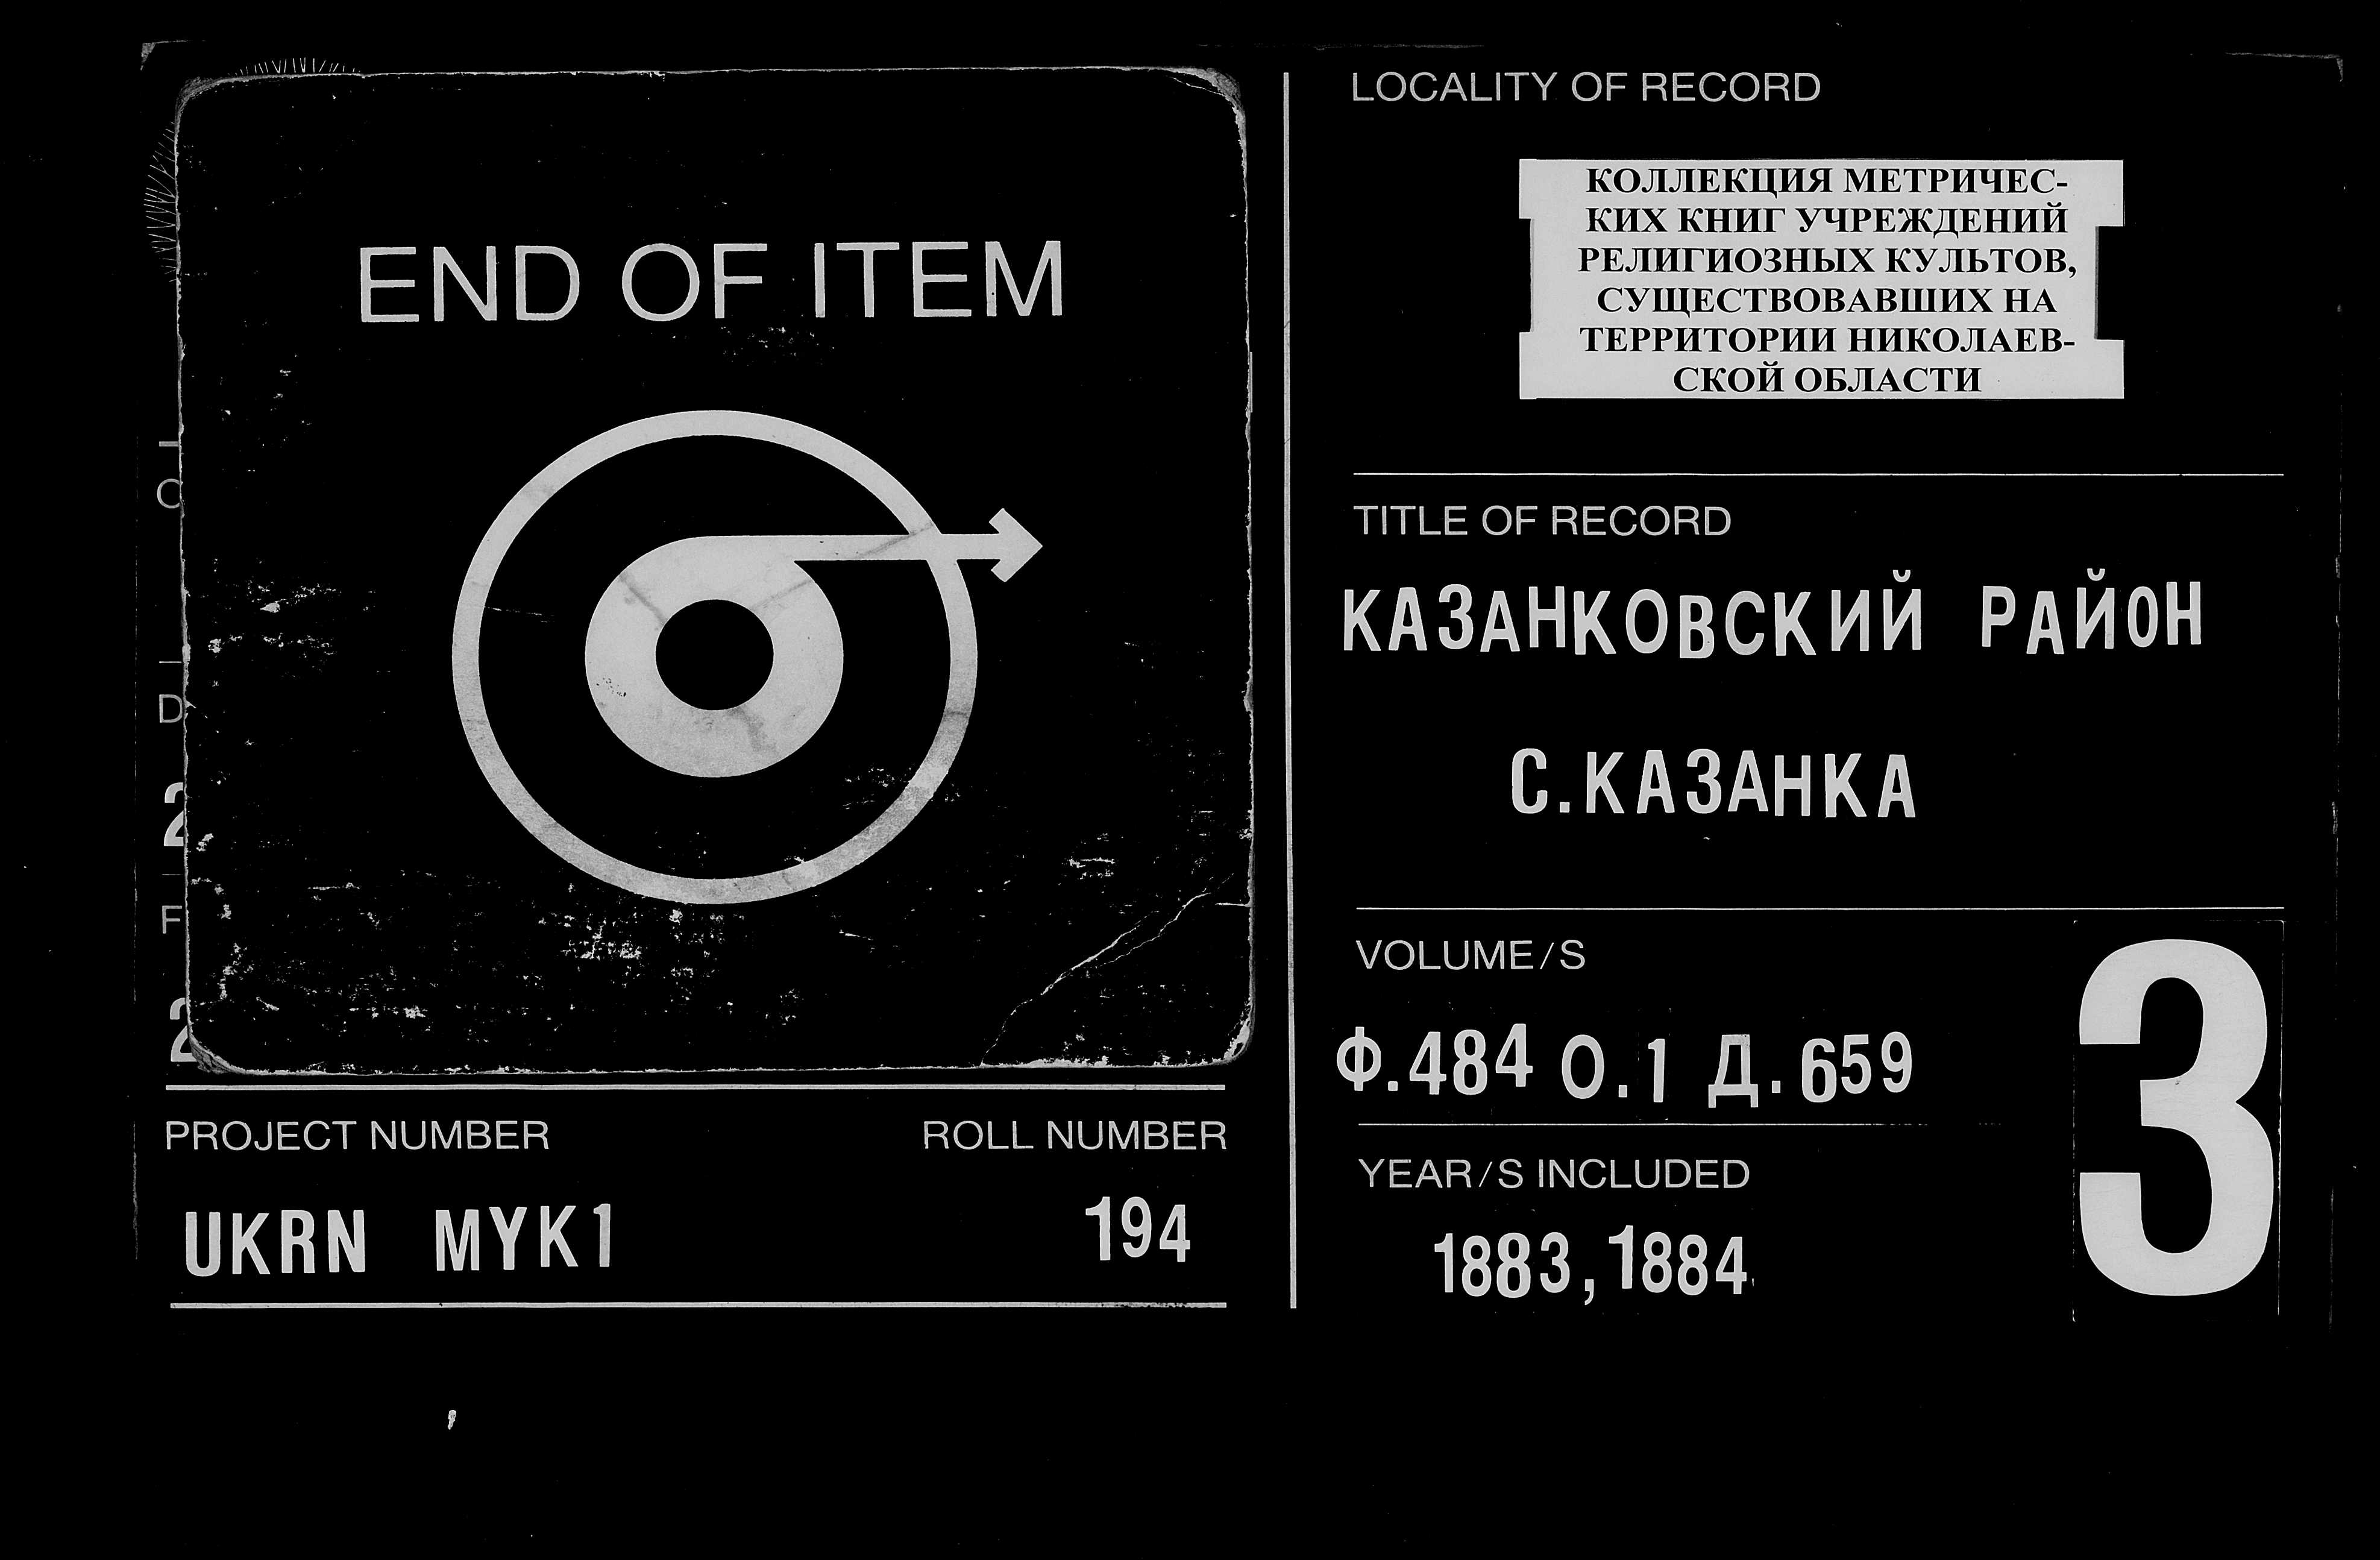 END OF ITEM
C
D
2
F
2
PROJECT NUMBER
ROLL NUMBER
UKRN MYK1
194
LOCALITY OF RECORD
КОЛЛЕКЦИЯ МЕТРИЧЕС-
КИХ КНИГ УЧРЕЖДЕНИЙ
РЕЛИГИОЗНЫХ КУЛЬТОВ,
СУЩЕСТВОВАВШИХ НА
ТЕРРИТОРИИ НИКОЛАЕВ-
СКОЙ ОБЛАСТИ
TITLE OF RECORD
КАЗАНКОВСКИЙ РАЙОН
С.КАЗАНКА
VOLUME/S
Ф.484 О.1 Д.659
YEAR/S INCLUDED
1883,1884
3